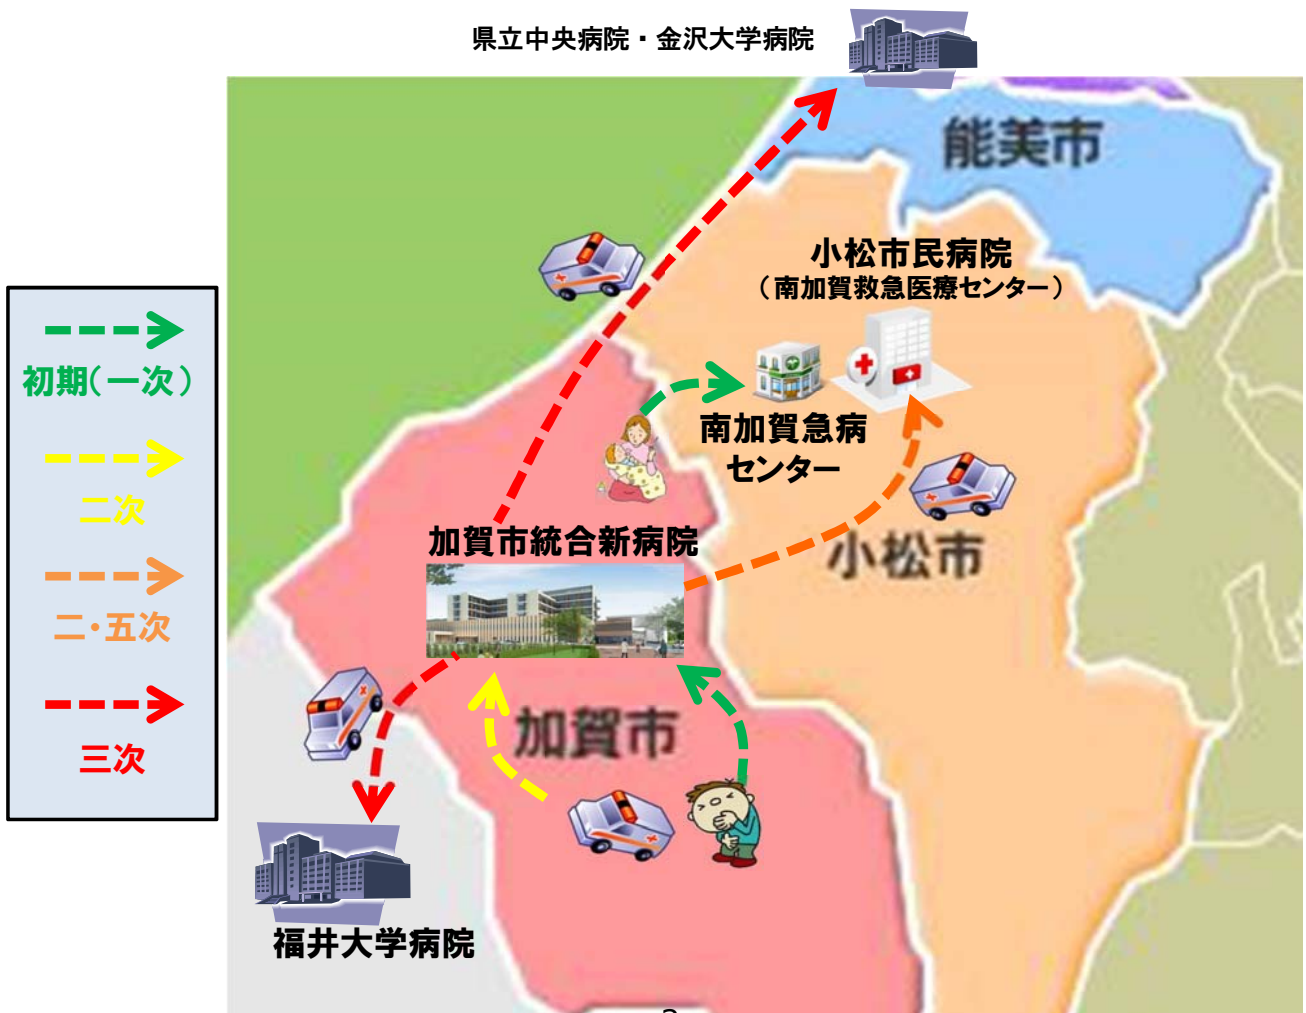 県立中央病院・金沢大学病院
能美市
小松市民病院
（南加賀救急医療センター）
初期(一次)
二次
二・五次
三次
南加賀急病
センター
加賀市統合新病院
小松市
加賀市
福井大学病院